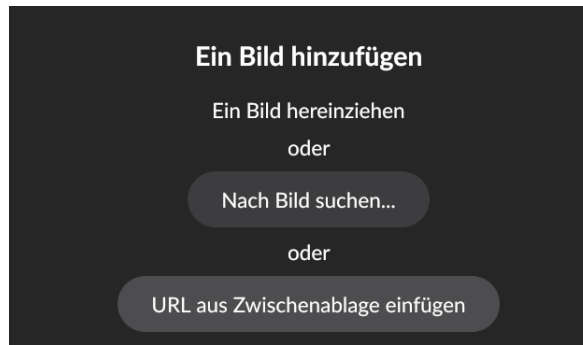 Ein Bild hinzufügen
Ein Bild hereinziehen
oder
Nach Bild suchen...
oder
URL aus Zwischenablage einfügen